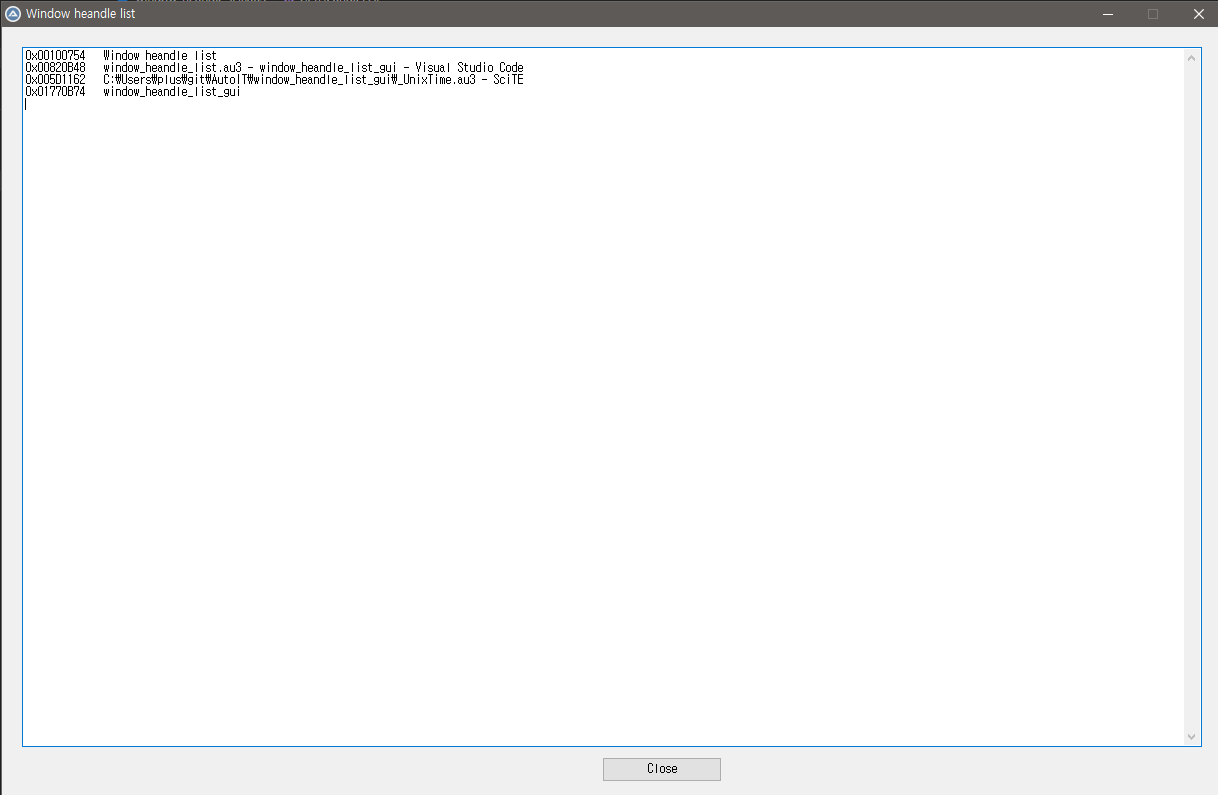 Window heandle list
0x00100754 Window heandle list
0x00820B48 window_heandle_list.au3 - window_heandle_list_gui - Visual Studio Code
0x005D1162 C:₩Users₩plus₩git₩AutoIT₩window_heandle_list_gui₩_UnixTime.au3 - SciTE
0x01770B74 window_heandle_list_gui
Close